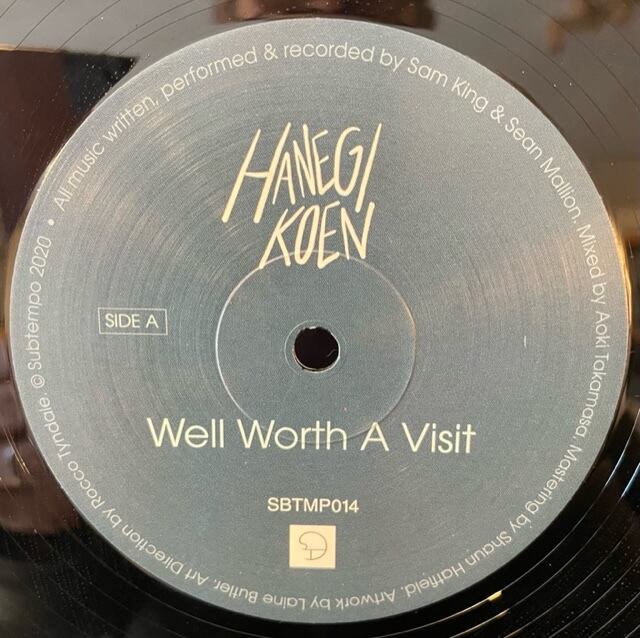 HANEGI
KOEN
SIDE A
Well Worth A Visit
SBTMP014
All music written, performed & recorded by Sam King & Sean Mallion. Mixed by Aoki Takamasa. Mastering by Shaun Hatfield. Artwork by Laine Butler. Art Direction by Rocco Tyndale. © Subtempo 2020 •